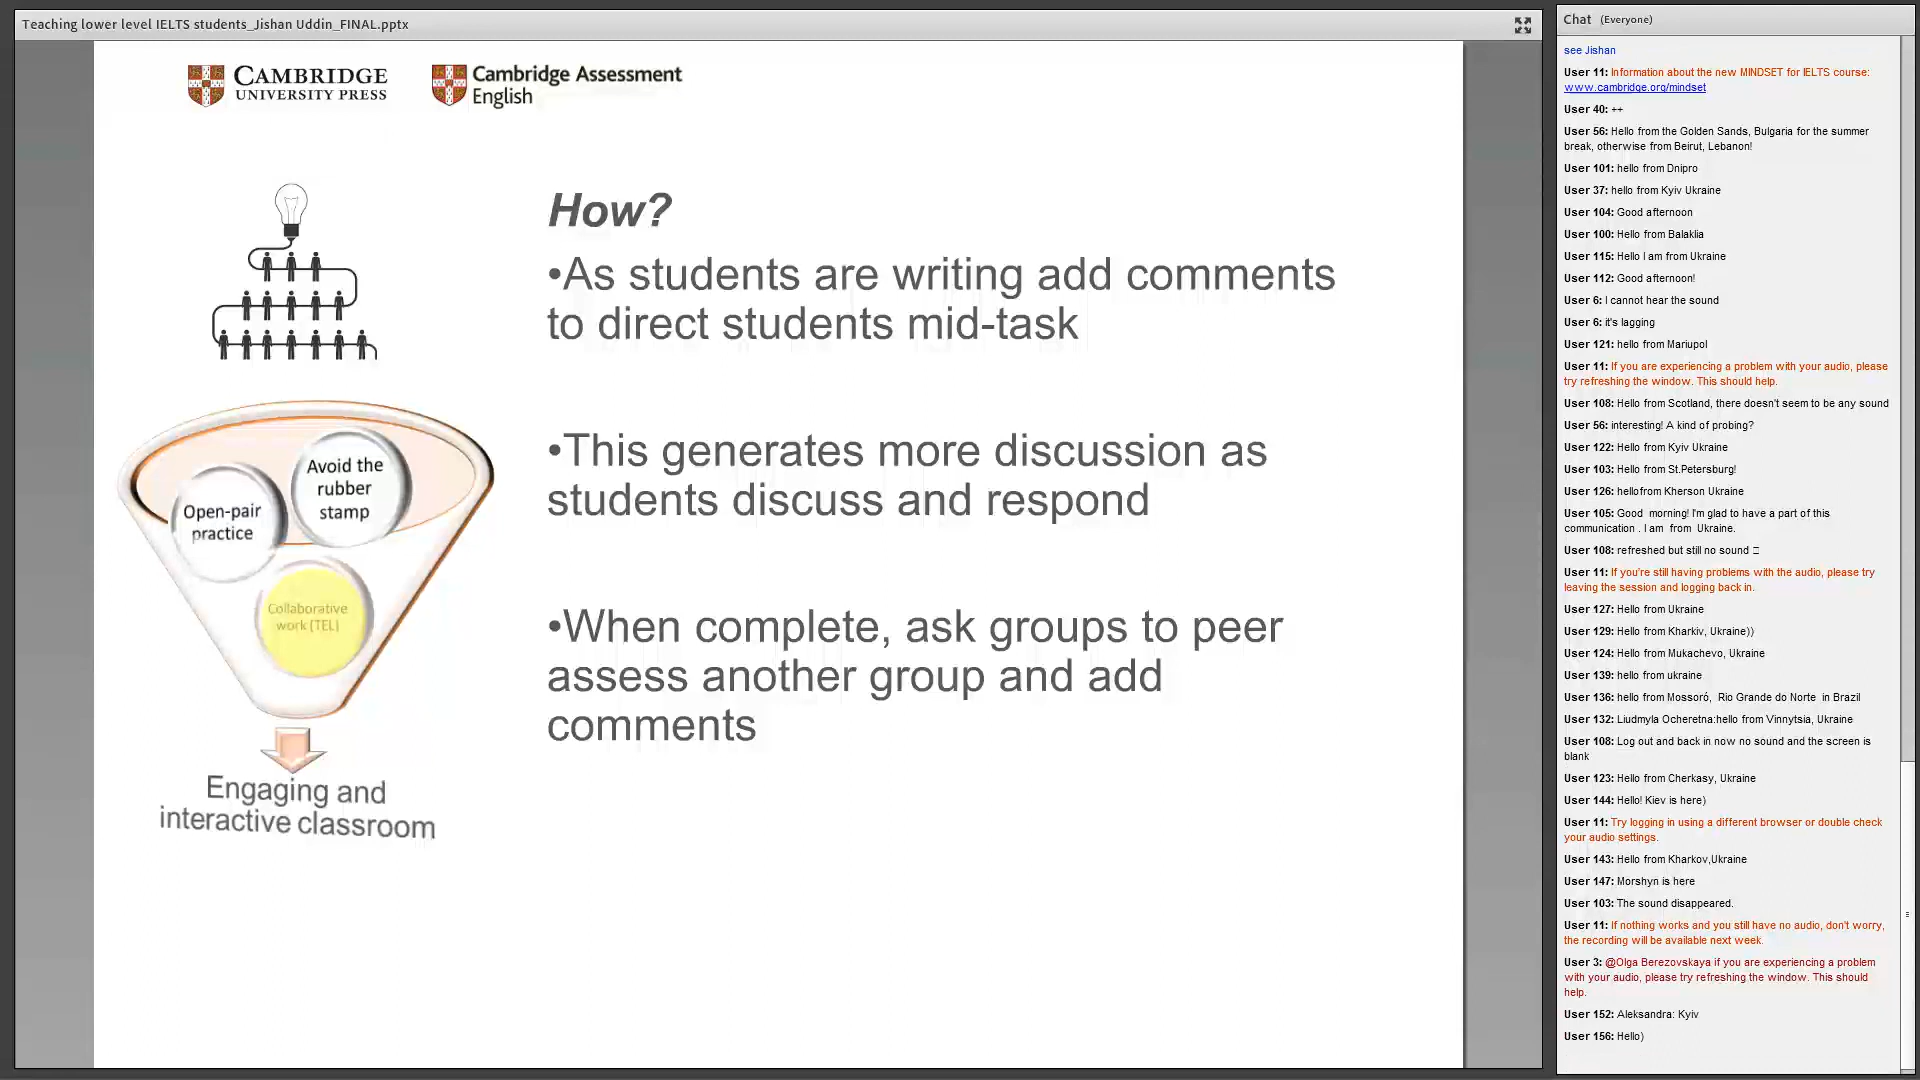 Teaching lower level IELTS students_Jishan Uddin_FINAL.pptx
CAMBRIDGE
UNIVERSITY PRESS
Cambridge Assessment
English
How?
•As students are writing add comments
to direct students mid-task
•This generates more discussion as
students discuss and respond
•When complete, ask groups to peer
assess another group and add
comments
Avoid the
rubber
stamp
Open-pair
practice
Collaborative
work (TEL)
Engaging and
interactive classroom
Chat (Everyone)
see Jishan
User 11: Information about the new MINDSET for IELTS course:
www.cambridge.org/mindset
User 40: ++
User 56: Hello from the Golden Sands, Bulgaria for the summer
break, otherwise from Beirut, Lebanon!
User 101: hello from Dnipro
User 37: hello from Kyiv Ukraine
User 104: Good afternoon
User 100: Hello from Balaklia
User 115: Hello I am from Ukraine
User 112: Good afternoon!
User 6: I cannot hear the sound
User 6: it's lagging
User 121: hello from Mariupol
User 11: If you are experiencing a problem with your audio, please
try refreshing the window. This should help.
User 108: Hello from Scotland, there doesn't seem to be any sound
User 56: interesting! A kind of probing?
User 122: Hello from Kyiv Ukraine
User 103: Hello from St.Petersburg!
User 126: hellofrom Kherson Ukraine
User 105: Good  morning! I'm glad to have a part of this
communication . I am  from  Ukraine.
User 108: refreshed but still no sound
User 11: If you're still having problems with the audio, please try
leaving the session and logging back in.
User 127: Hello from Ukraine
User 129: Hello from Kharkiv, Ukraine))
User 124: Hello from Mukachevo, Ukraine
User 139: hello from ukraine
User 136: hello from Mossoró,  Rio Grande do Norte  in Brazil
User 132: Liudmyla Ocheretna:hello from Vinnytsia, Ukraine
User 108: Log out and back in now no sound and the screen is
blank
User 123: Hello from Cherkasy, Ukraine
User 144: Hello! Kiev is here)
User 11: Try logging in using a different browser or double check
your audio settings.
User 143: Hello from Kharkov,Ukraine
User 147: Morshyn is here
User 103: The sound disappeared.
User 11: If nothing works and you still have no audio, don't worry,
the recording will be available next week.
User 3: @Olga Berezovskaya if you are experiencing a problem
with your audio, please try refreshing the window. This should
help.
User 152: Aleksandra: Kyiv
User 156: Hello)